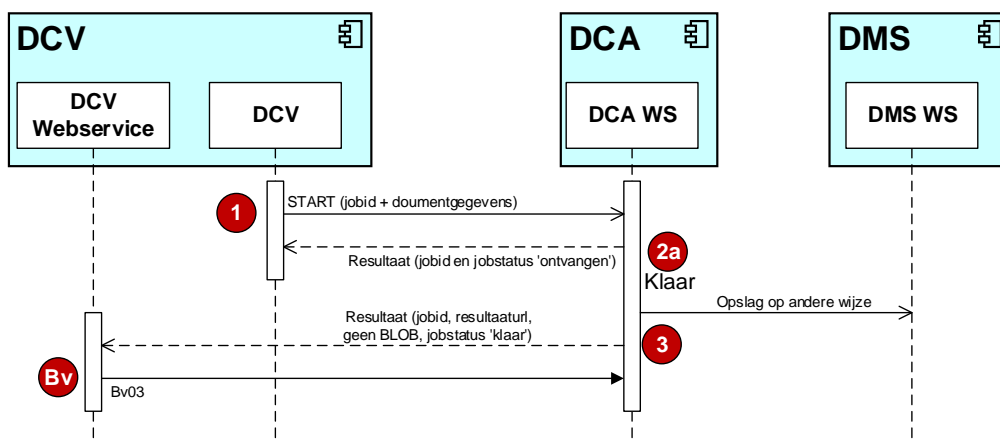 DCV
DCA
DMS
DCV
Webservice
DCV
DCA WS
DMS WS
1
START (jobid + doumentgegevens)
2a
Resultaat (jobid en jobstatus 'ontvangen')
Klaar
Opslag op andere wijze
Resultaat (jobid, resultaaturl,
geen BLOB, jobstatus 'klaar')
3
Bv
Bv03